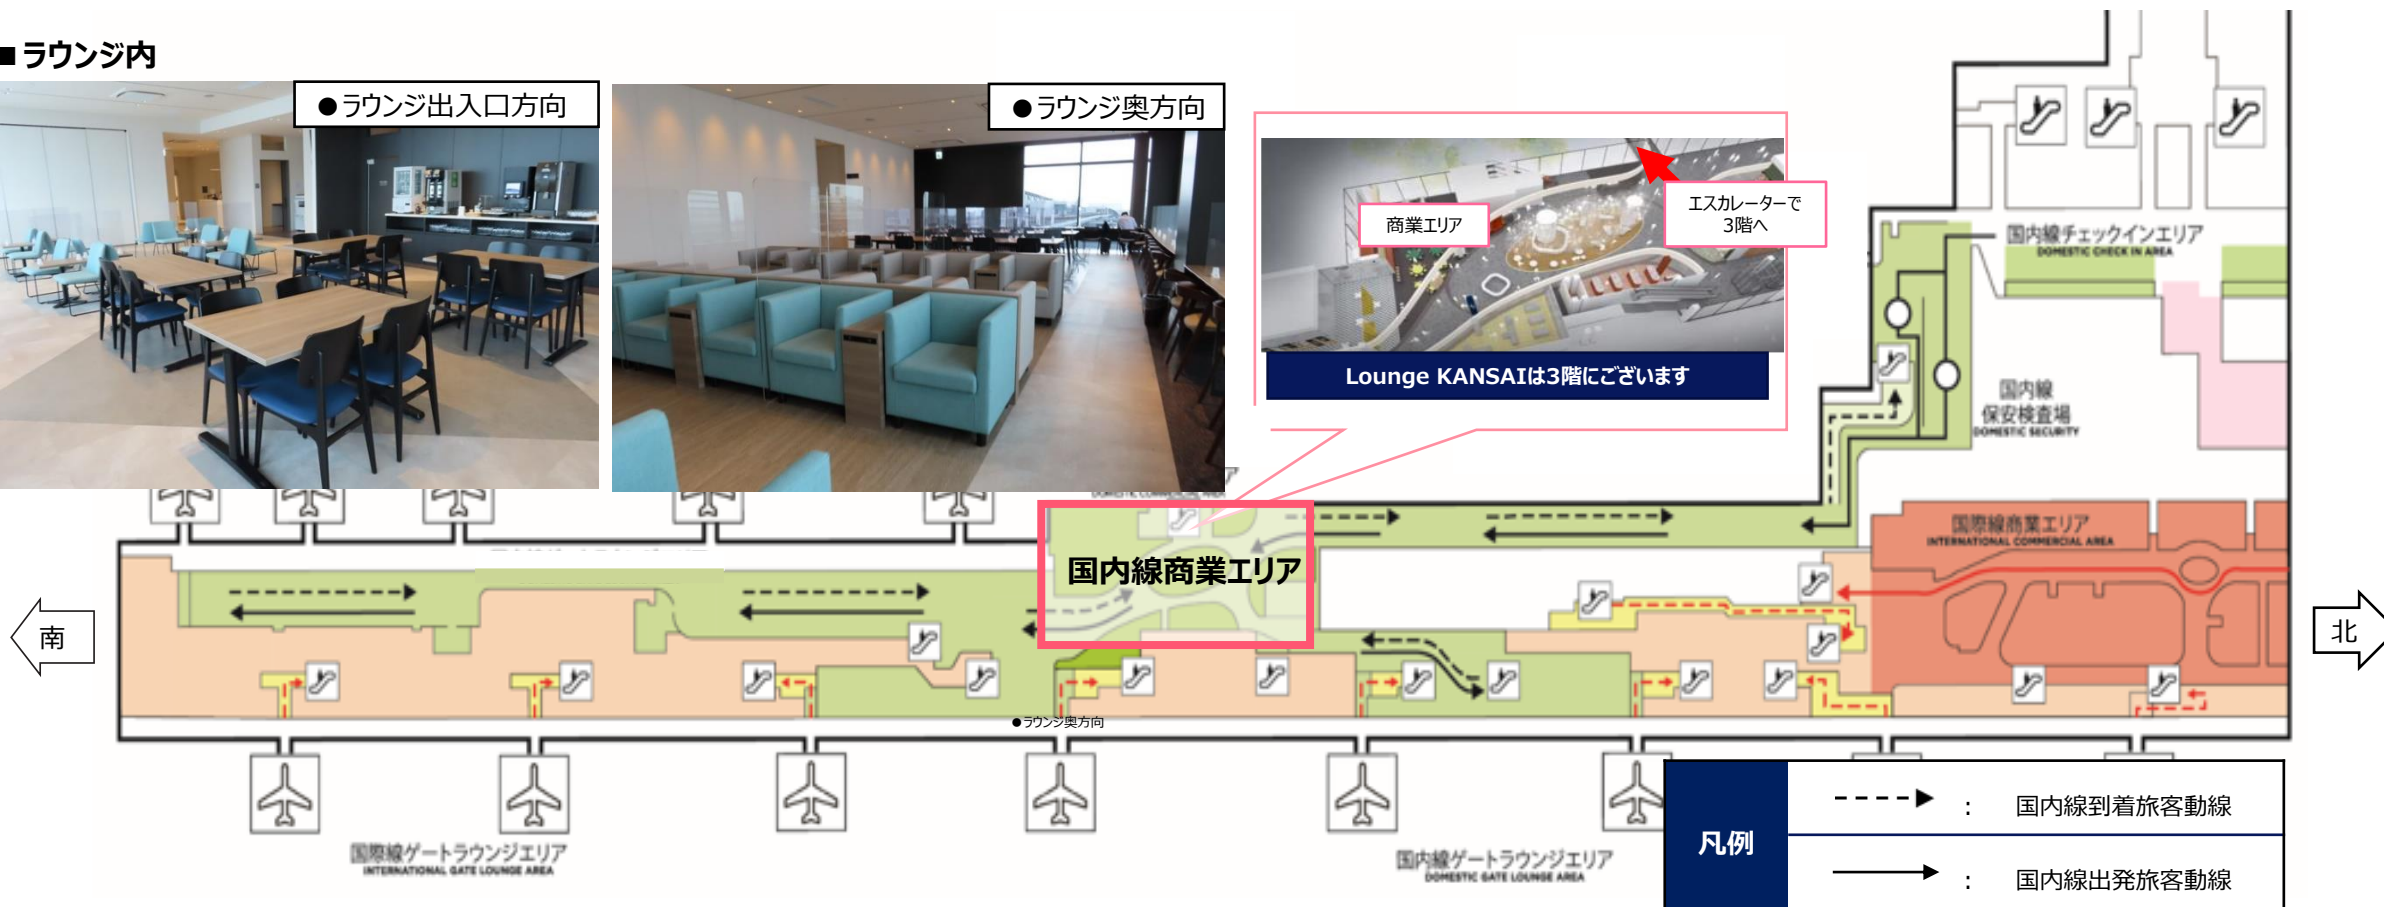 ■ラウンジ内
●ラウンジ出入口方向
●ラウンジ奥方向
商業エリア
エスカレーターで
3階へ
Lounge KANSAIは3階にございます
国内線チェックインエリア
DOMESTIC CHECK IN AREA
国内線
保安検査場
DOMESTIC SECURITY
国際線商業エリア
INTERNATIONAL COMMERCIAL AREA
国内線商業エリア
南
北
●ラウンジ奥方向
国際線ゲートラウンジエリア
INTERNATIONAL GATE LOUNGE AREA
国内線ゲートラウンジエリア
DOMESTIC GATE LOUNGE AREA
凡例
: 国内線到着旅客動線
: 国内線出発旅客動線